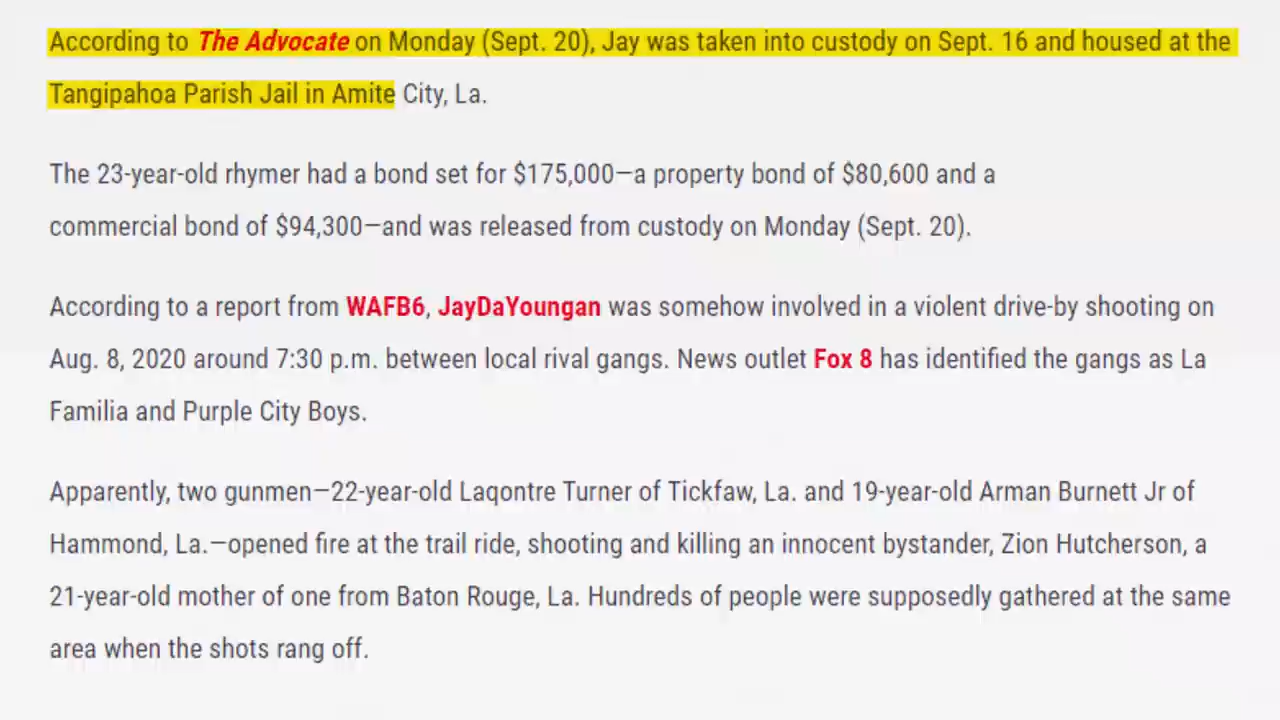 According to The Advocate on Monday (Sept. 20), Jay was taken into custody on Sept. 16 and housed at the
Tangipahoa Parish Jail in Amite City, La.
The 23-year-old rhymer had a bond set for $175,000—a property bond of $80,600 and a
commercial bond of $94,300—and was released from custody on Monday (Sept. 20).
According to a report from WAFB6, JayDaYoungan was somehow involved in a violent drive-by shooting on
Aug. 8, 2020 around 7:30 p.m. between local rival gangs. News outlet Fox 8 has identified the gangs as La
Familia and Purple City Boys.
Apparently, two gunmen—22-year-old Laqontre Turner of Tickfaw, La. and 19-year-old Arman Burnett Jr of
Hammond, La.—opened fire at the trail ride, shooting and killing an innocent bystander, Zion Hutcherson, a
21-year-old mother of one from Baton Rouge, La. Hundreds of people were supposedly gathered at the same
area when the shots rang off.